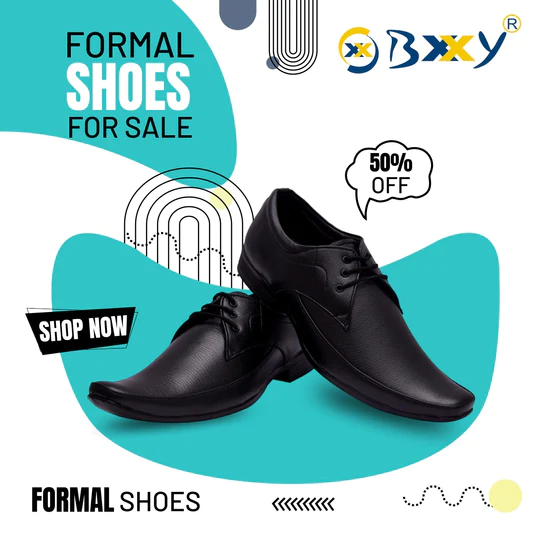 FORMAL
SHOES
FOR SALE
BXXY®
50%
OFF
SHOP NOW
FORMAL SHOES